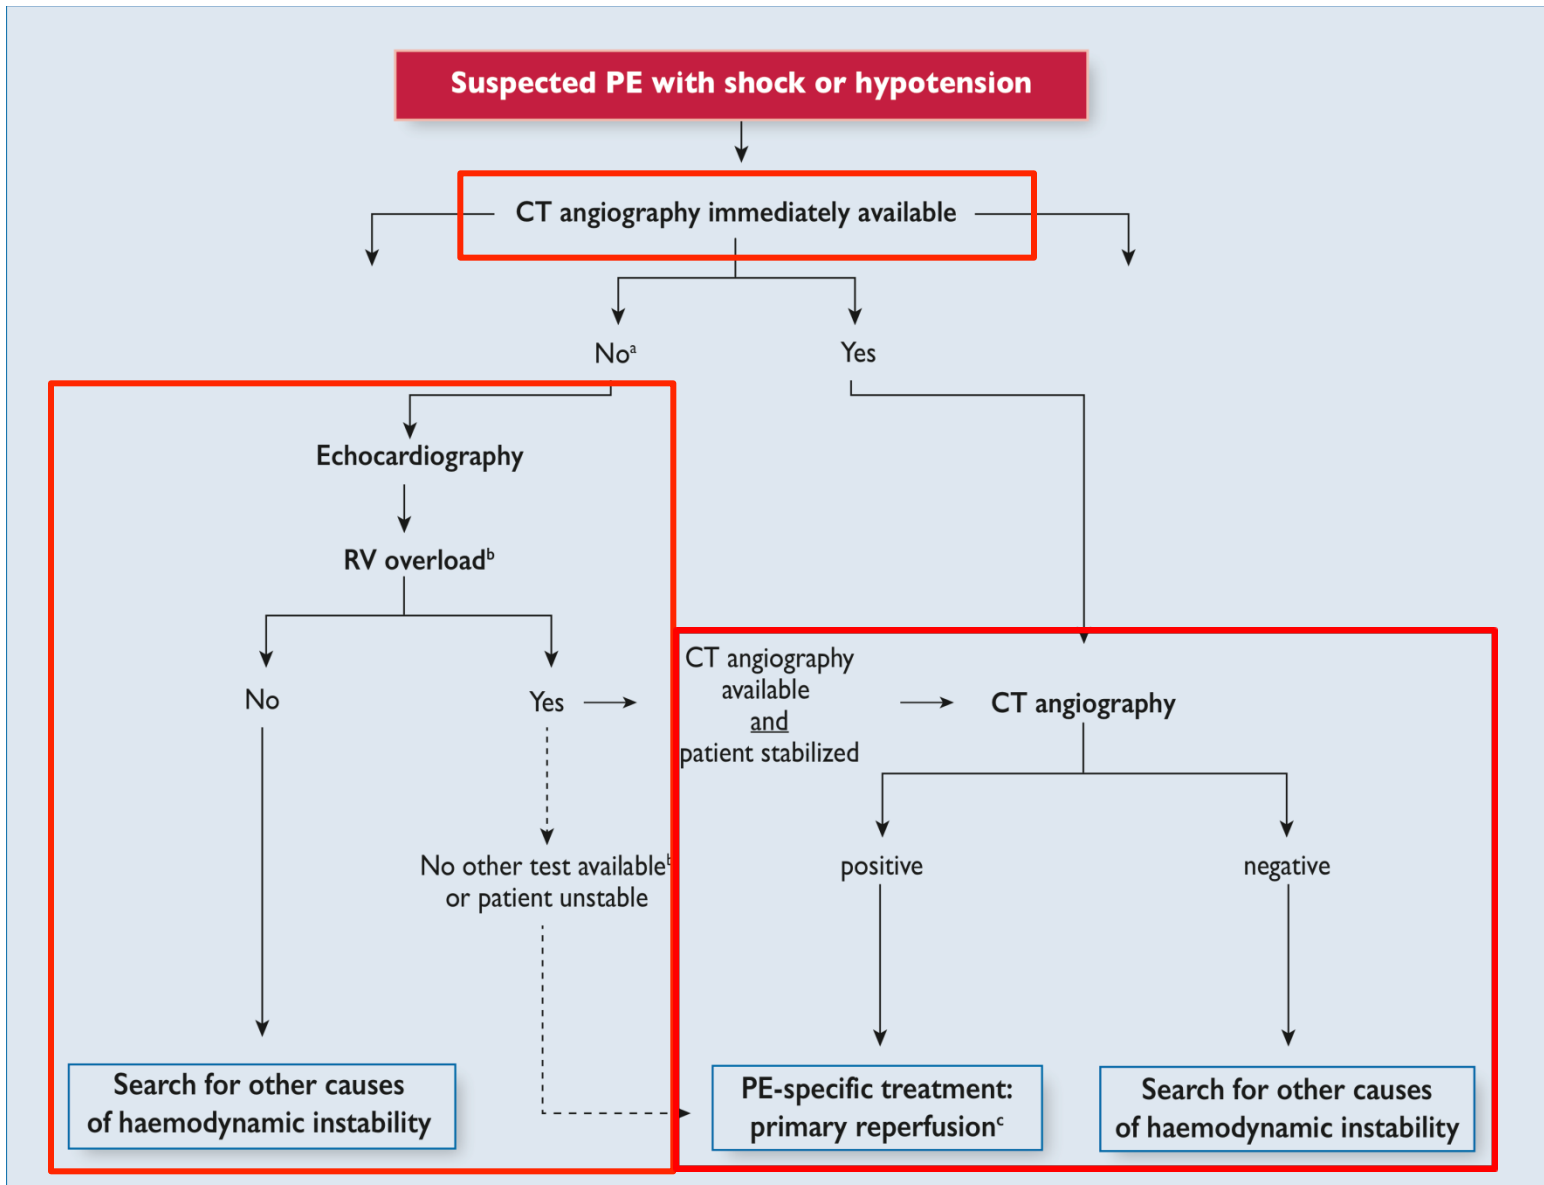 Suspected PE with shock or hypotension
CT angiography immediately available
Noᵃ
Yes
Echocardiography
RV overloadᵇ
No
Yes
CT angiography
available
and
patient stabilized
CT angiography
No other test availableᵇ
or patient unstable
positive
negative
Search for other causes
of haemodynamic instability
PE-specific treatment:
primary reperfusionᶜ
Search for other causes
of haemodynamic instability